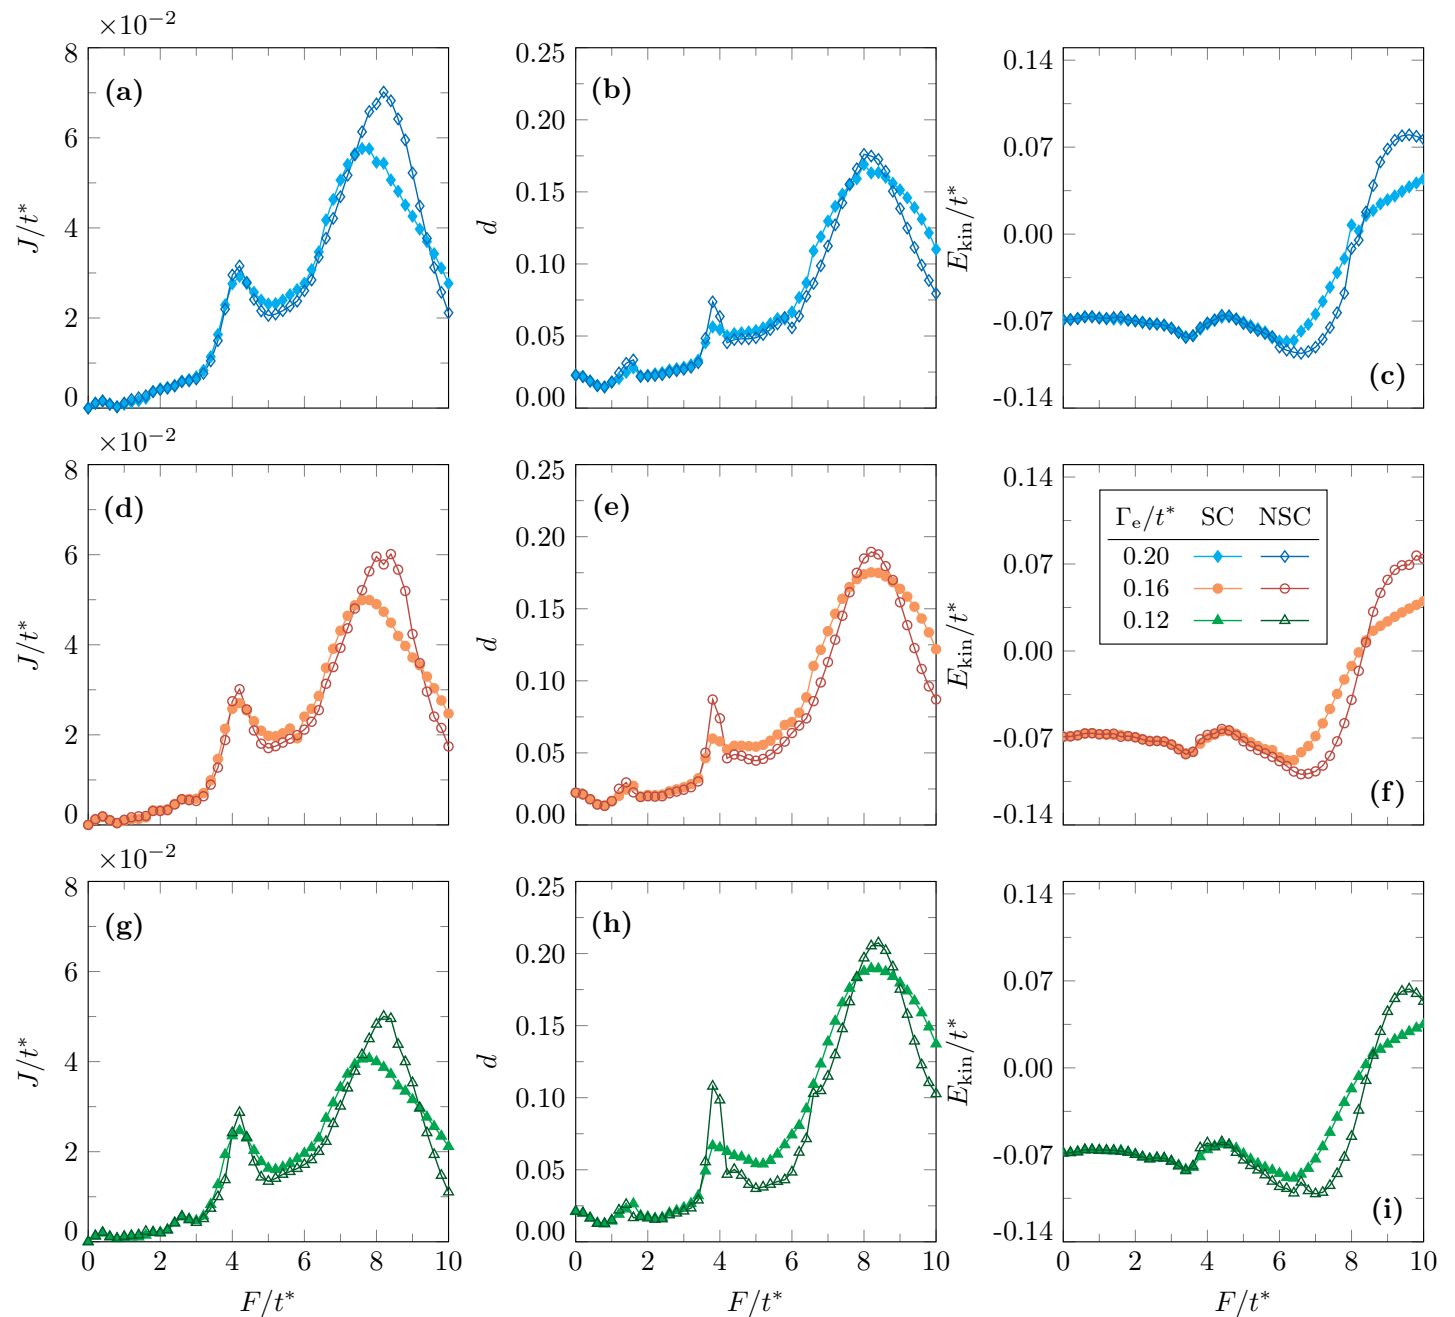 ×10⁻²
8
6
4
2
0
J/t*
(a)
0.25
0.20
0.15
0.10
0.05
0.00
d
(b)
0.14
0.07
0.00
-0.07
-0.14
E_kin/t*
(c)
×10⁻²
8
6
4
2
0
J/t*
(d)
0.25
0.20
0.15
0.10
0.05
0.00
d
(e)
0.14
0.07
0.00
-0.07
-0.14
E_kin/t*
Γ_e/t* SC NSC
0.20
0.16
0.12
(f)
×10⁻²
8
6
4
2
0
J/t*
(g)
0 2 4 6 8 10
F/t*
0.25
0.20
0.15
0.10
0.05
0.00
d
(h)
0 2 4 6 8 10
F/t*
0.14
0.07
0.00
-0.07
-0.14
E_kin/t*
(i)
0 2 4 6 8 10
F/t*